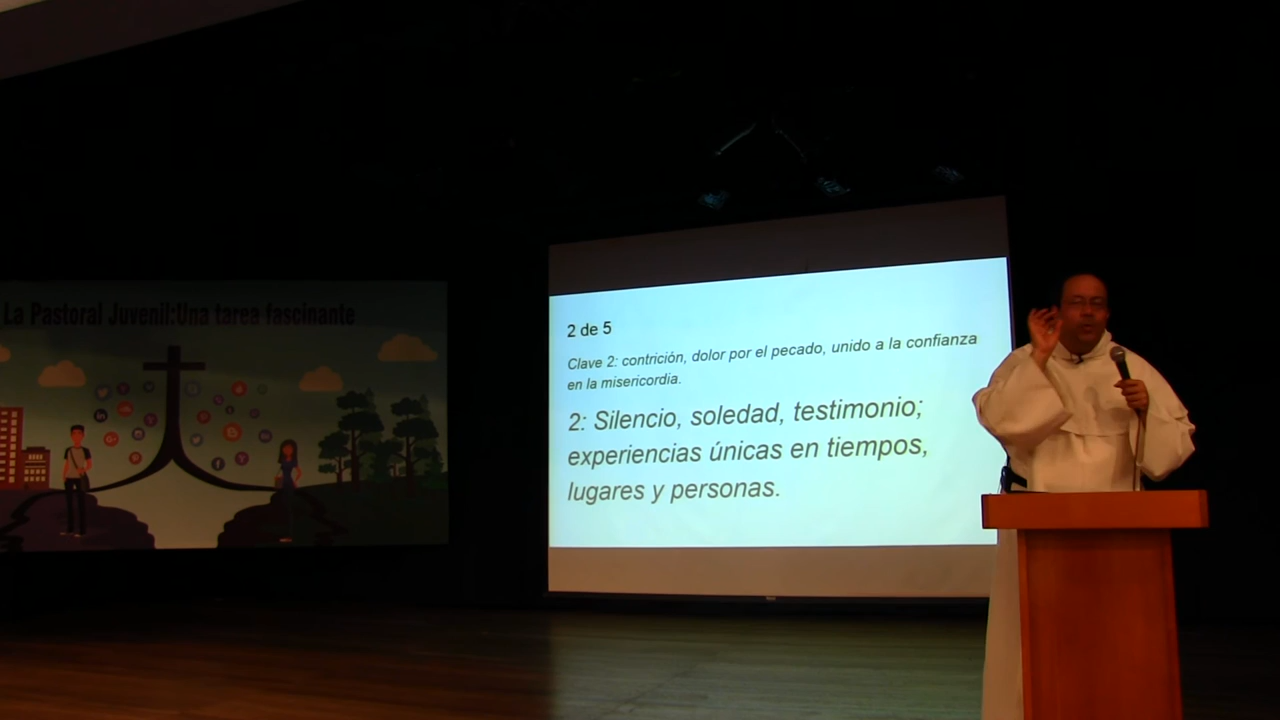 La Pastoral Juvenil:Una tarea fascinante
2 de 5
Clave 2: contrición, dolor por el pecado, unido a la confianza
en la misericordia.
2: Silencio, soledad, testimonio;
experiencias únicas en tiempos,
lugares y personas.